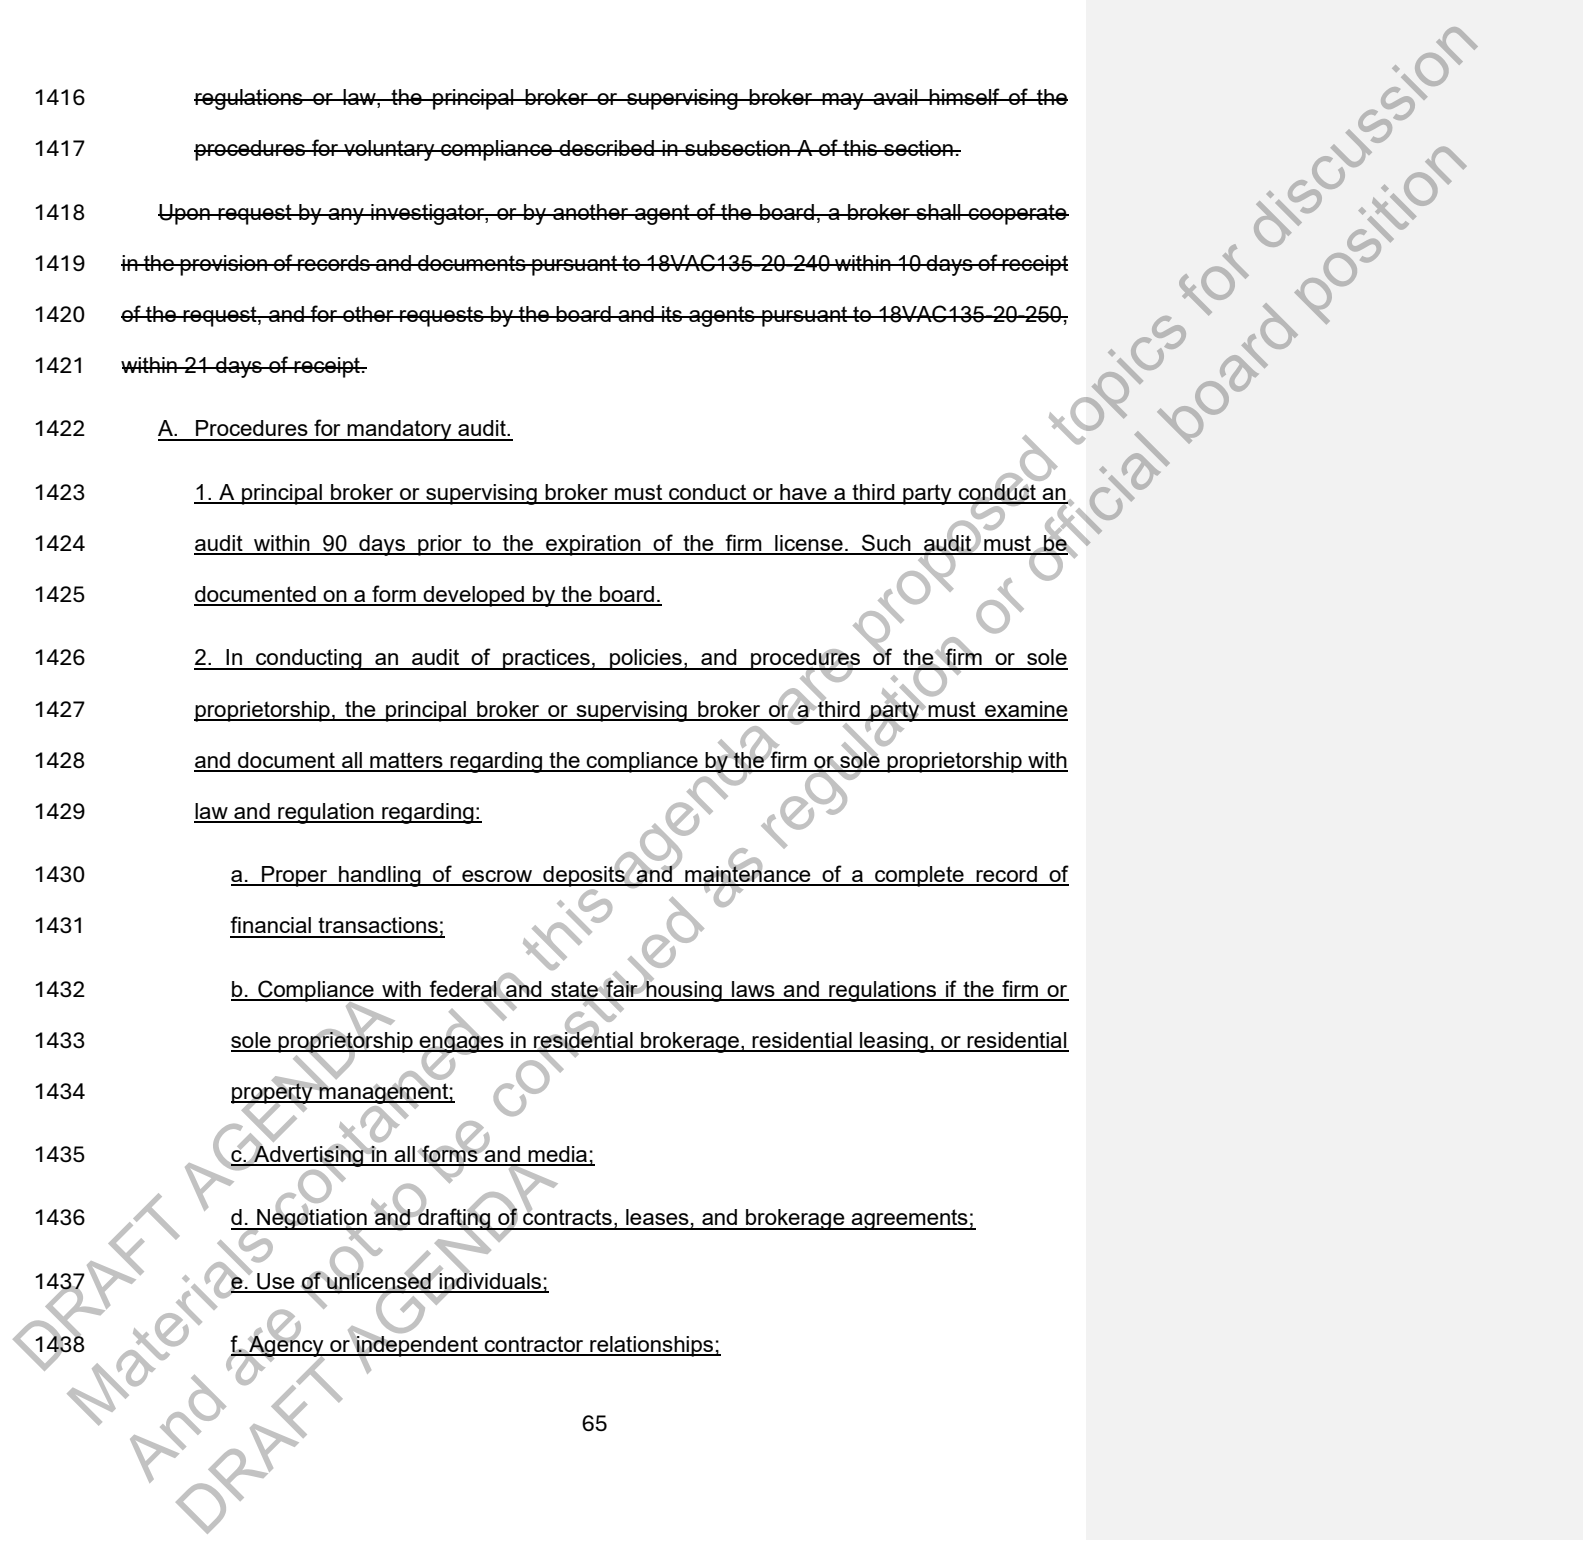 1416 regulations or law, the principal broker or supervising broker may avail himself of the
1417 procedures for voluntary compliance described in subsection A of this section.
1418 Upon request by any investigator, or by another agent of the board, a broker shall cooperate
1419 in the provision of records and documents pursuant to 18VAC135-20-240 within 10 days of receipt
1420 of the request, and for other requests by the board and its agents pursuant to 18VAC135-20-250,
1421 within 21 days of receipt.
1422 A. Procedures for mandatory audit.
1423 1. A principal broker or supervising broker must conduct or have a third party conduct an
1424 audit within 90 days prior to the expiration of the firm license. Such audit must be
1425 documented on a form developed by the board.
1426 2. In conducting an audit of practices, policies, and procedures of the firm or sole
1427 proprietorship, the principal broker or supervising broker or a third party must examine
1428 and document all matters regarding the compliance by the firm or sole proprietorship with
1429 law and regulation regarding:
1430 a. Proper handling of escrow deposits and maintenance of a complete record of
1431 financial transactions;
1432 b. Compliance with federal and state fair housing laws and regulations if the firm or
1433 sole proprietorship engages in residential brokerage, residential leasing, or residential
1434 property management;
1435 c. Advertising in all forms and media;
1436 d. Negotiation and drafting of contracts, leases, and brokerage agreements;
1437 e. Use of unlicensed individuals;
1438 f. Agency or independent contractor relationships;
65
DRAFT AGENDA
Materials contained in this agenda are proposed topics for discussion
And are not to be construed as regulation or official board position
DRAFT AGENDA